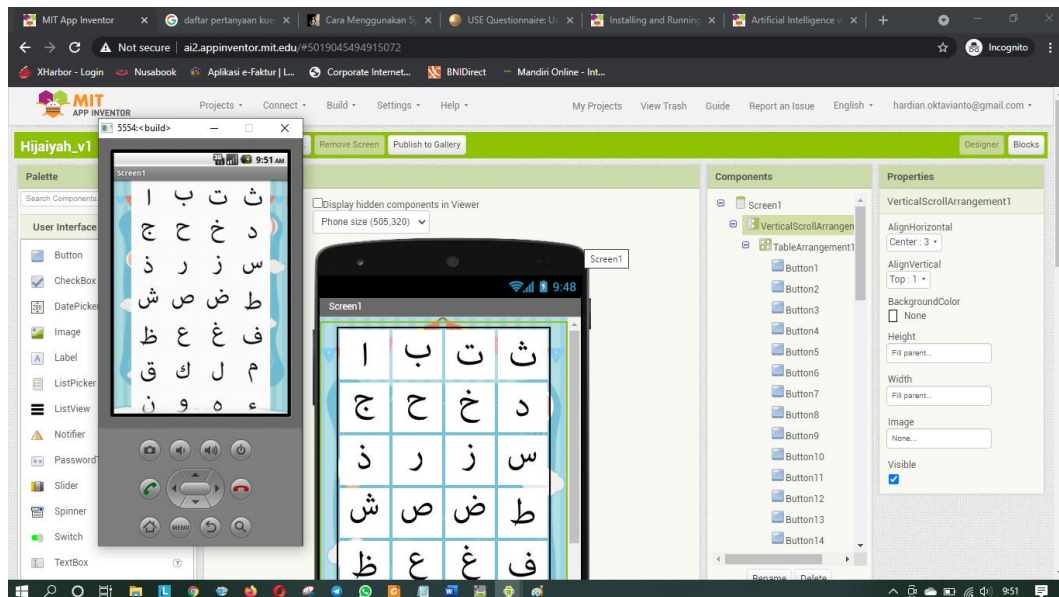 MIT App Inventor
daftar pertanyaan kue
Cara Menggunakan Sy
USE Questionnaire: Us
Installing and Running
Artificial Intelligence w
Incognito
Not secure
ai2.appinventor.mit.edu/#5019045494915072
XHarbor - Login
Nusabook
Aplikasi e-Faktur | L...
Corporate Internet...
BNIDirect
Mandiri Online - Int...
MIT
APP INVENTOR
Projects
Connect
Build
Settings
Help
My Projects
View Trash
Guide
Report an Issue
English
hardian.oktavianto@gmail.com
Hijaiyah_v1
Remove Screen
Publish to Gallery
Designer
Blocks
Palette
Search Components...
User Interface
Button
CheckBox
DatePicke
Image
Label
ListPicker
ListView
Notifier
Password
Slider
Spinner
Switch
TextBox
5554:<build>
9:51 AM
Screen1
ا ب ت ث
ج ح خ د
ذ ر ز س
ش ص ض ط
ظ ع غ ف
ق ك ل م
ن و ه ء
MENU
Display hidden components in Viewer
Phone size (505,320)
Screen1
9:48
Screen1
ا ب ت ث
ج ح خ د
ذ ر ز س
ش ص ض ط
ظ ع غ ف
Components
Screen1
VerticalScrollArrangen
TableArrangement1
Button1
Button2
Button3
Button4
Button5
Button6
Button7
Button8
Button9
Button10
Button11
Button12
Button13
Button14
Rename
Delete
Properties
VerticalScrollArrangement1
AlignHorizontal
Center : 3
AlignVertical
Top : 1
BackgroundColor
None
Height
Fill parent...
Width
Fill parent...
Image
None...
Visible
9:51